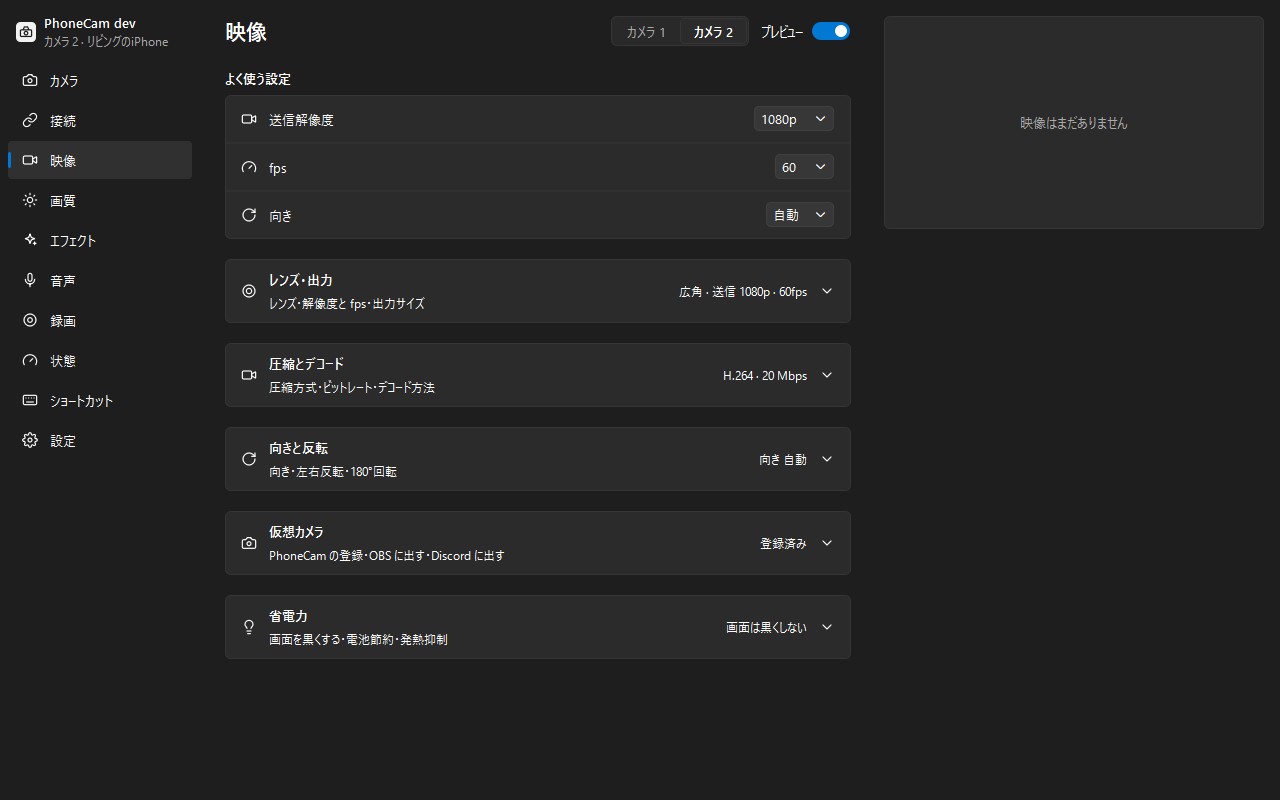 PhoneCam dev
カメラ 2 · リビングのiPhone
カメラ
接続
映像
画質
エフェクト
音声
録画
状態
ショートカット
設定
映像
カメラ 1
カメラ 2
プレビュー
よく使う設定
送信解像度
1080p
fps
60
向き
自動
レンズ・出力
レンズ・解像度と fps・出力サイズ
広角 · 送信 1080p · 60fps
圧縮とデコード
圧縮方式・ビットレート・デコード方法
H.264 · 20 Mbps
向きと反転
向き・左右反転・180°回転
向き 自動
仮想カメラ
PhoneCam の登録・OBS に出す・Discord に出す
登録済み
省電力
画面を黒くする・電池節約・発熱抑制
画面は黒くしない
映像はまだありません